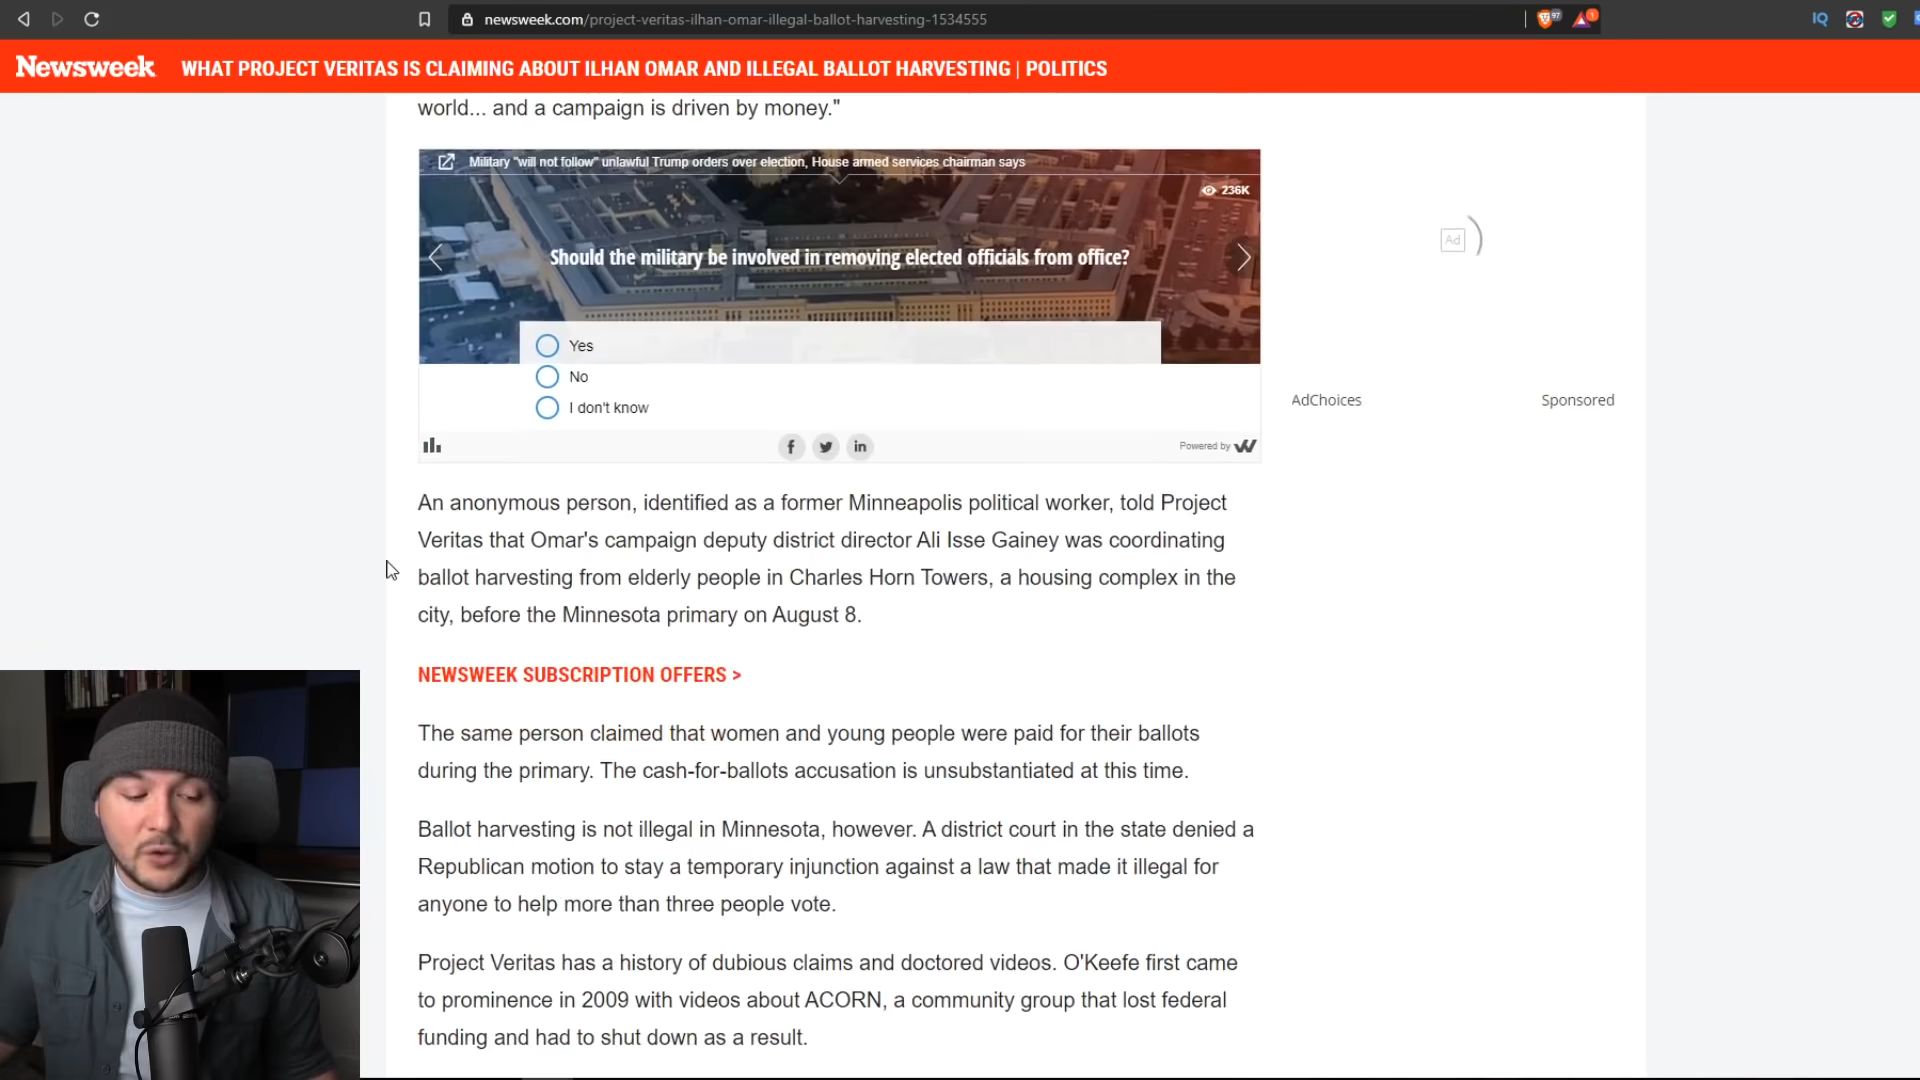 newsweek.com/project-veritas-ilhan-omar-illegal-ballot-harvesting-1534555
97
1
IQ
Newsweek
WHAT PROJECT VERITAS IS CLAIMING ABOUT ILHAN OMAR AND ILLEGAL BALLOT HARVESTING | POLITICS
world... and a campaign is driven by money."
Military "will not follow" unlawful Trump orders over election, House armed services chairman says
236K
Should the military be involved in removing elected officials from office?
Yes
No
I don't know
Powered by
Ad
AdChoices
Sponsored
An anonymous person, identified as a former Minneapolis political worker, told Project
Veritas that Omar's campaign deputy district director Ali Isse Gainey was coordinating
ballot harvesting from elderly people in Charles Horn Towers, a housing complex in the
city, before the Minnesota primary on August 8.
NEWSWEEK SUBSCRIPTION OFFERS >
The same person claimed that women and young people were paid for their ballots
during the primary. The cash-for-ballots accusation is unsubstantiated at this time.
Ballot harvesting is not illegal in Minnesota, however. A district court in the state denied a
Republican motion to stay a temporary injunction against a law that made it illegal for
anyone to help more than three people vote.
Project Veritas has a history of dubious claims and doctored videos. O'Keefe first came
to prominence in 2009 with videos about ACORN, a community group that lost federal
funding and had to shut down as a result.